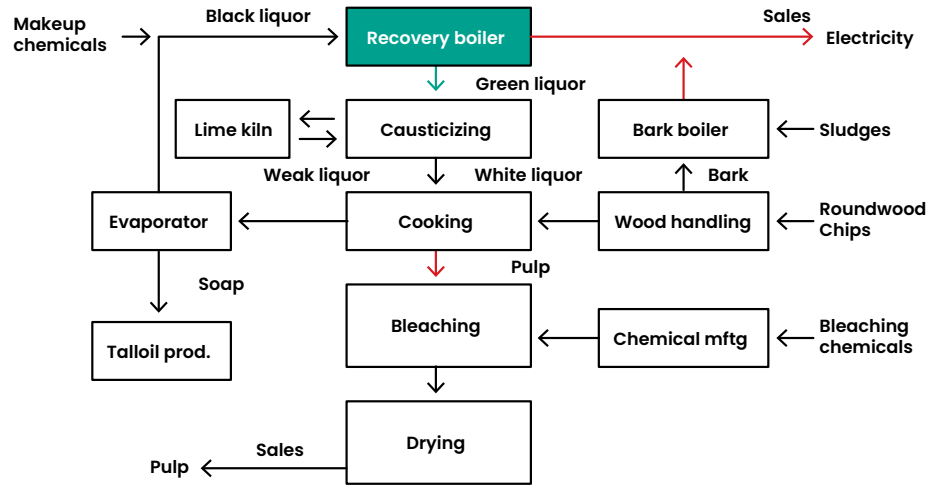 Makeup
chemicals
Black liquor
Recovery boiler
Sales
Electricity
Green liquor
Lime kiln
Causticizing
Bark boiler
Sludges
Weak liquor
White liquor
Bark
Evaporator
Cooking
Wood handling
Roundwood
Chips
Soap
Pulp
Talloil prod.
Bleaching
Chemical mftg
Bleaching
chemicals
Drying
Sales
Pulp